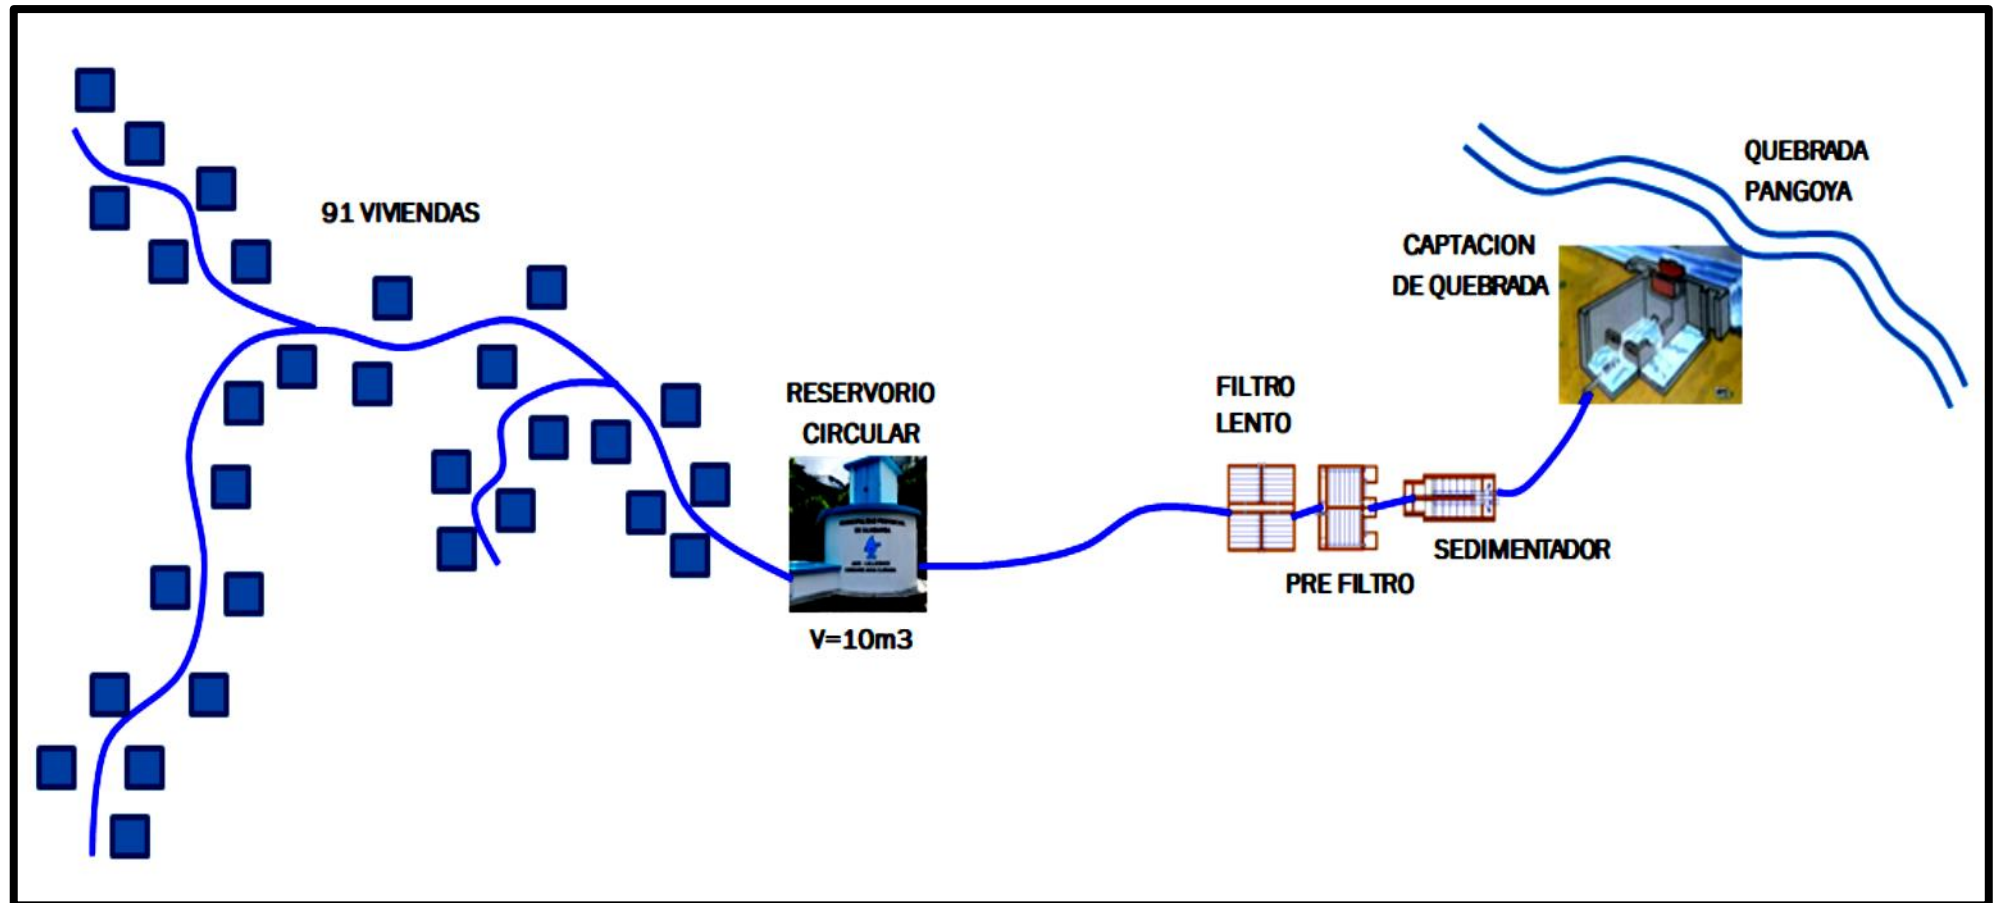 QUEBRADA
PANGOYA
91 VIVIENDAS
CAPTACION
DE QUEBRADA
RESERVORIO
CIRCULAR
FILTRO
LENTO
SEDIMENTADOR
PRE FILTRO
V=10m3